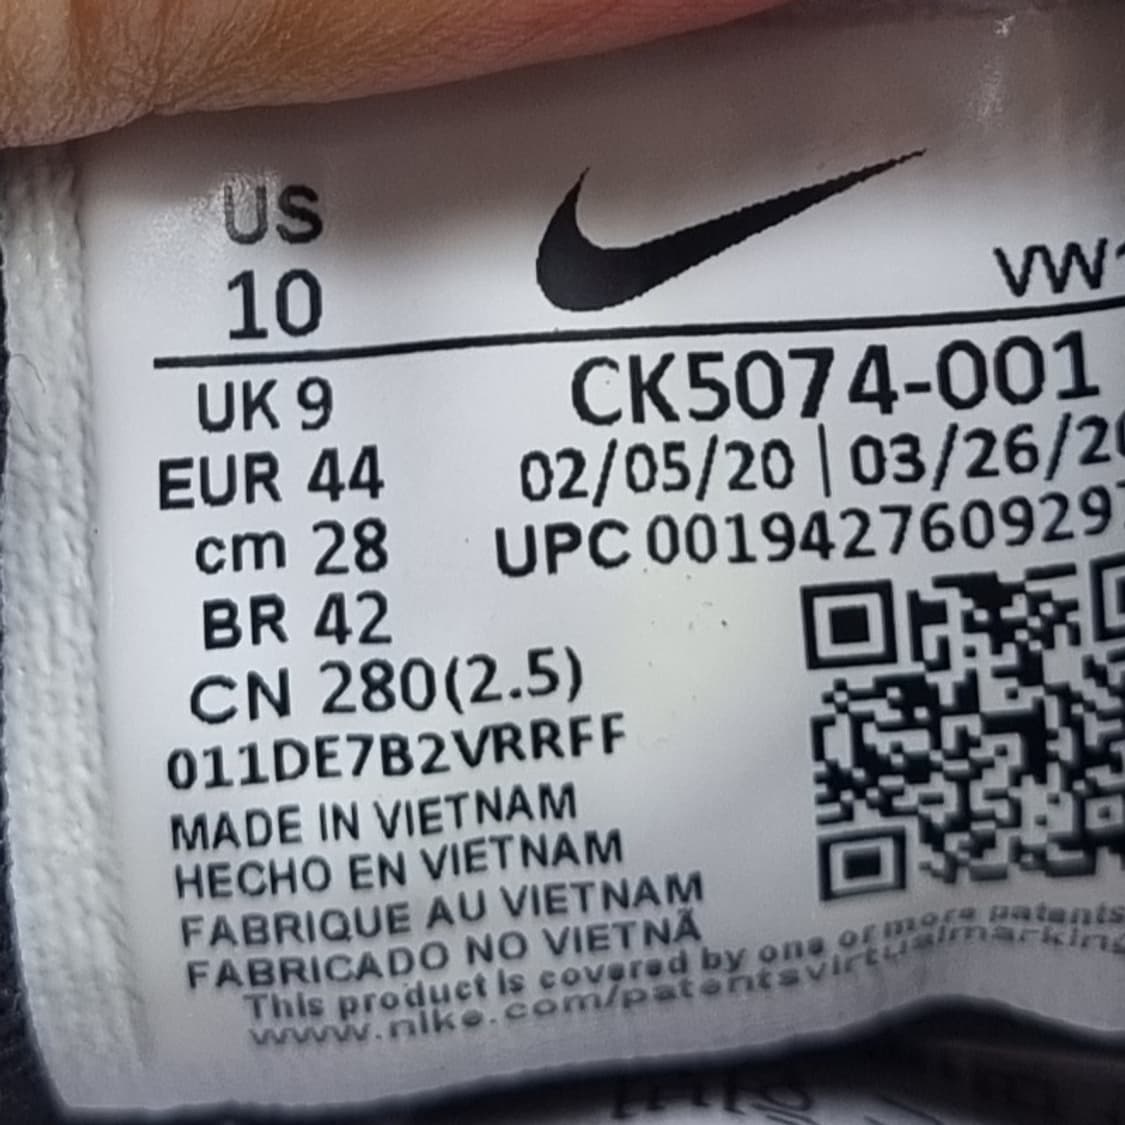 US
10
VW
UK 9
EUR 44
cm 28
BR 42
CN 280(2.5)
CK5074-001
02/05/20 | 03/26/20
UPC 001942760929
011DE7B2VRRFF
MADE IN VIETNAM
HECHO EN VIETNAM
FABRIQUE AU VIETNAM
FABRICADO NO VIETNÃ
This product is covered by one or more patents
www.nike.com/patentsvirtualmarking